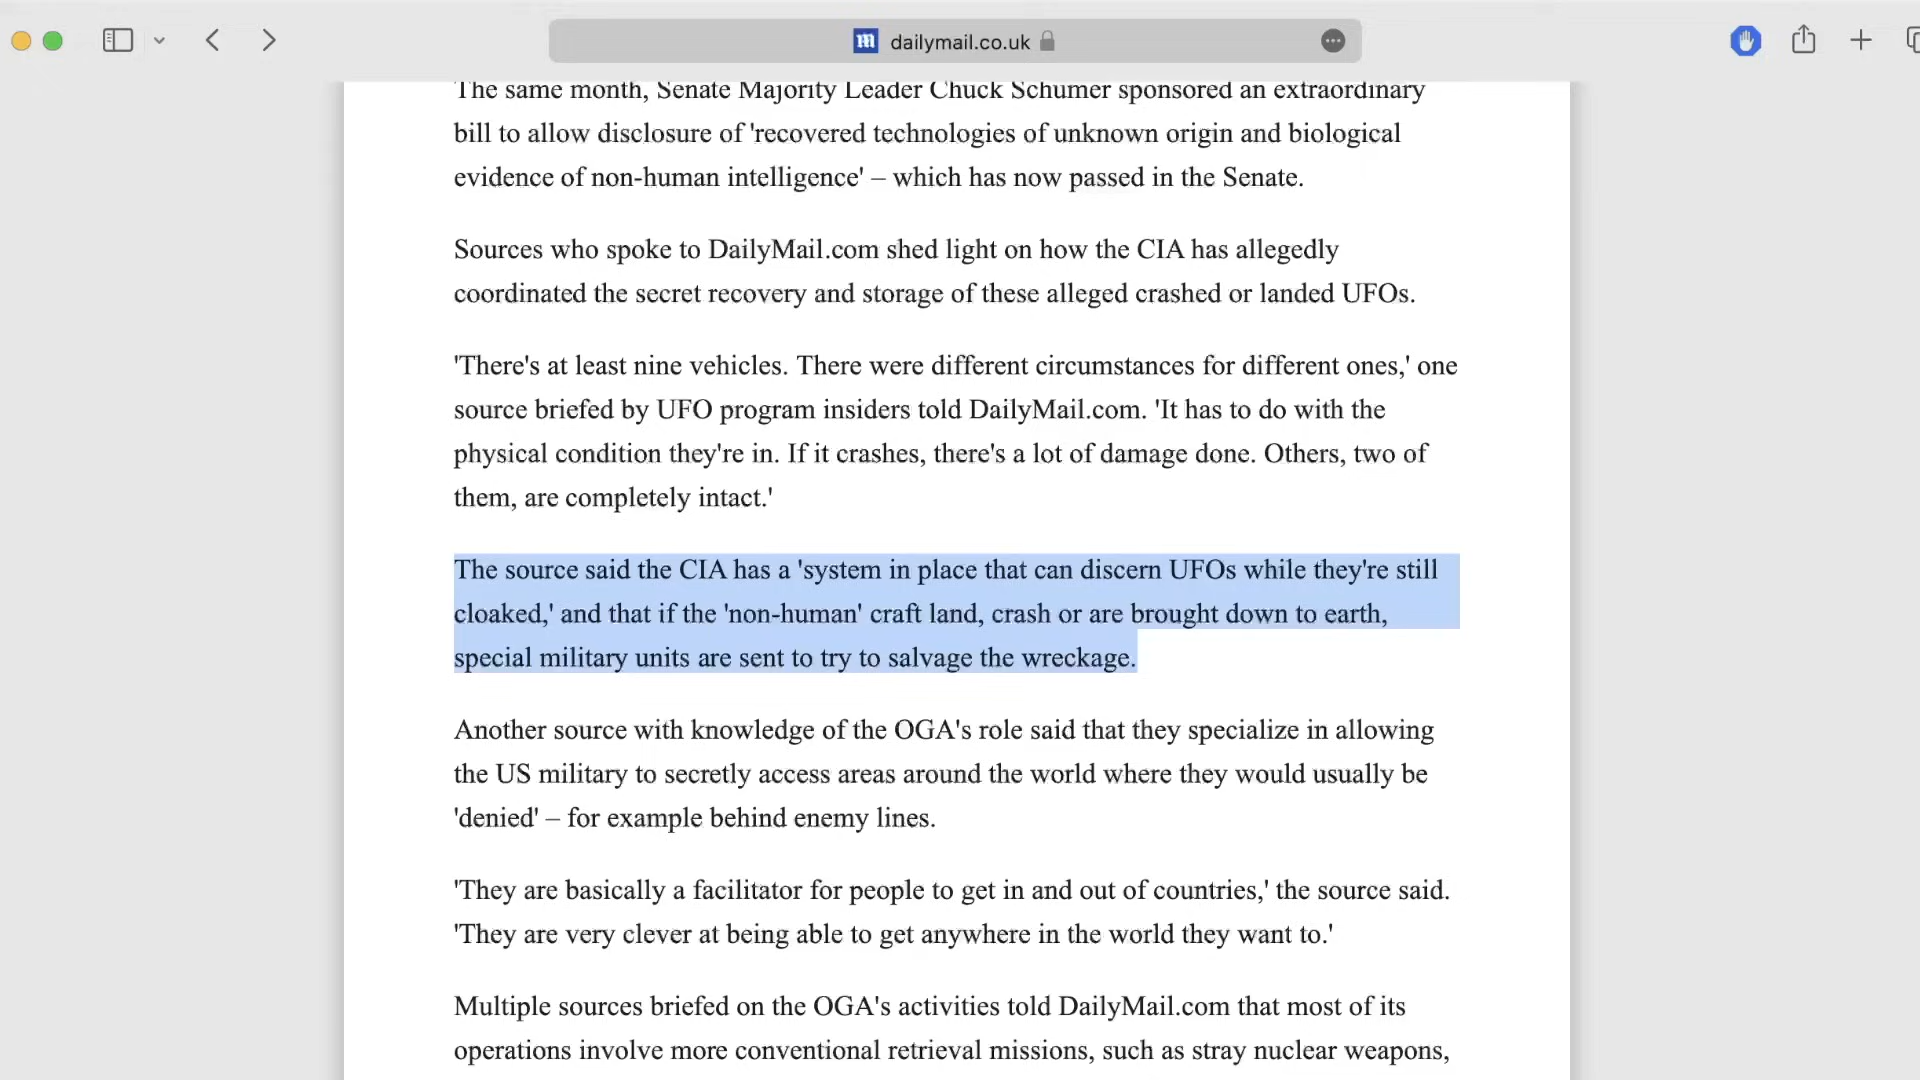 dailymail.co.uk
The same month, Senate Majority Leader Chuck Schumer sponsored an extraordinary
bill to allow disclosure of 'recovered technologies of unknown origin and biological
evidence of non-human intelligence' – which has now passed in the Senate.
Sources who spoke to DailyMail.com shed light on how the CIA has allegedly
coordinated the secret recovery and storage of these alleged crashed or landed UFOs.
'There's at least nine vehicles. There were different circumstances for different ones,' one
source briefed by UFO program insiders told DailyMail.com. 'It has to do with the
physical condition they're in. If it crashes, there's a lot of damage done. Others, two of
them, are completely intact.'
The source said the CIA has a 'system in place that can discern UFOs while they're still
cloaked,' and that if the 'non-human' craft land, crash or are brought down to earth,
special military units are sent to try to salvage the wreckage.
Another source with knowledge of the OGA's role said that they specialize in allowing
the US military to secretly access areas around the world where they would usually be
'denied' – for example behind enemy lines.
'They are basically a facilitator for people to get in and out of countries,' the source said.
'They are very clever at being able to get anywhere in the world they want to.'
Multiple sources briefed on the OGA's activities told DailyMail.com that most of its
operations involve more conventional retrieval missions, such as stray nuclear weapons,